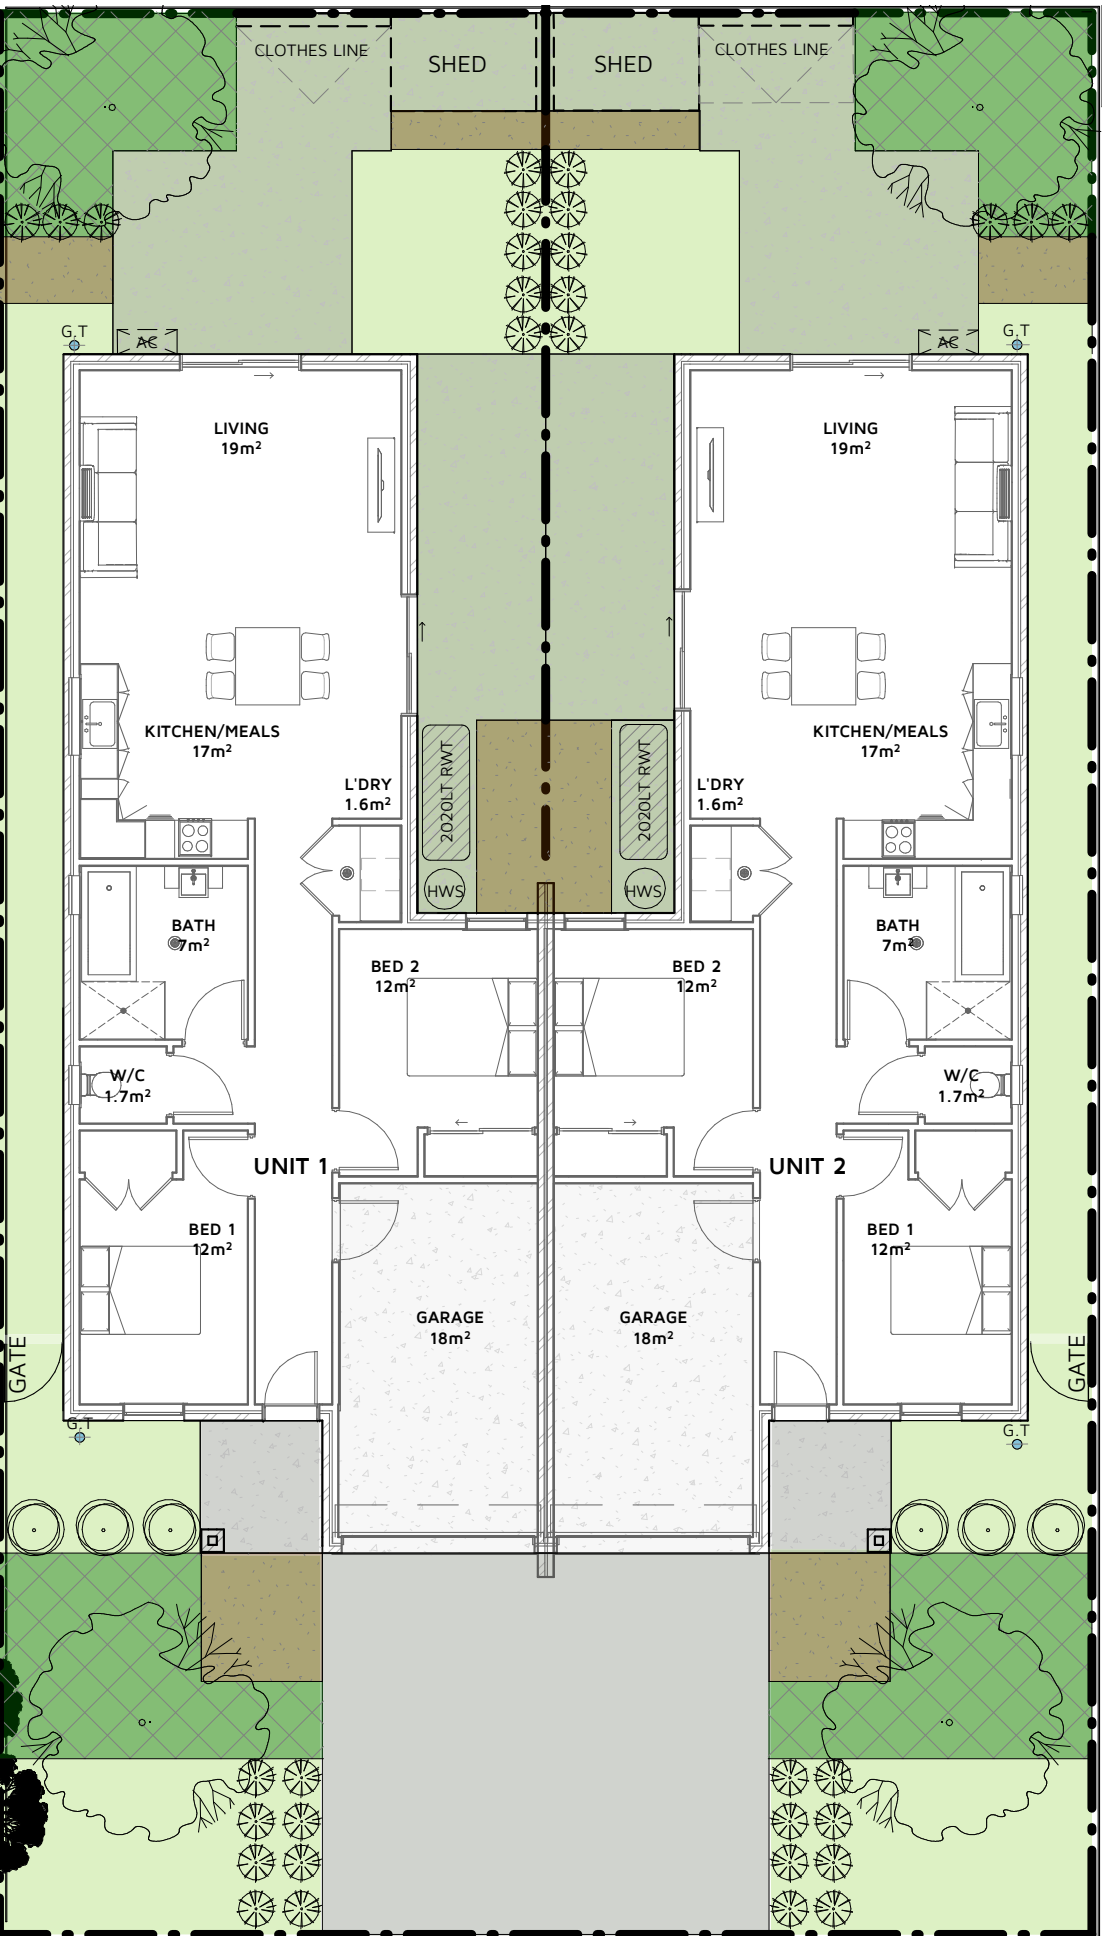 CLOTHES LINE
SHED
SHED
CLOTHES LINE
G.T
AC
AC
G.T
LIVING
19m²
LIVING
19m²
KITCHEN/MEALS
17m²
KITCHEN/MEALS
17m²
L'DRY
1.6m²
2020LT RWT
2020LT RWT
L'DRY
1.6m²
HWS
HWS
BATH
7m²
BATH
7m²
BED 2
12m²
BED 2
12m²
W/C
1.7m²
W/C
1.7m²
UNIT 1
UNIT 2
BED 1
12m²
BED 1
12m²
GARAGE
18m²
GARAGE
18m²
GATE
GATE
G.T
G.T